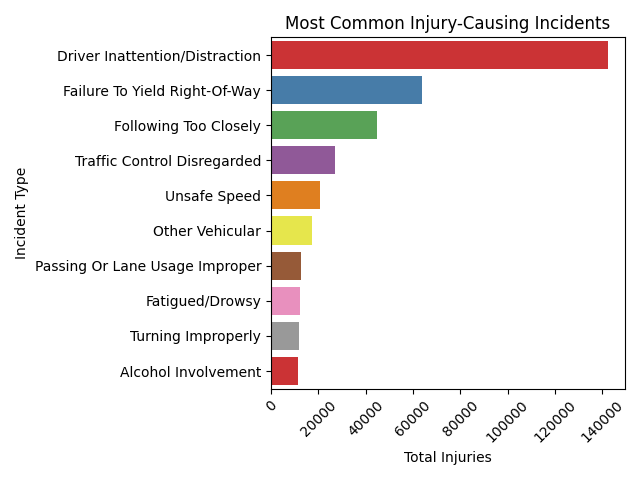 Most Common Injury-Causing Incidents
Incident Type
Driver Inattention/Distraction
Failure To Yield Right-Of-Way
Following Too Closely
Traffic Control Disregarded
Unsafe Speed
Other Vehicular
Passing Or Lane Usage Improper
Fatigued/Drowsy
Turning Improperly
Alcohol Involvement
0
20000
40000
60000
80000
100000
120000
140000
Total Injuries